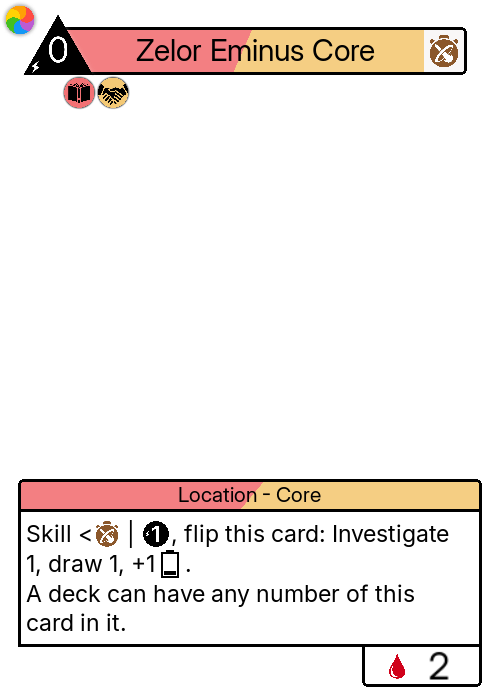 0 Zelor Eminus Core
Location - Core
Skill < | 1, flip this card: Investigate
1, draw 1, +1 .
A deck can have any number of this
card in it.
2